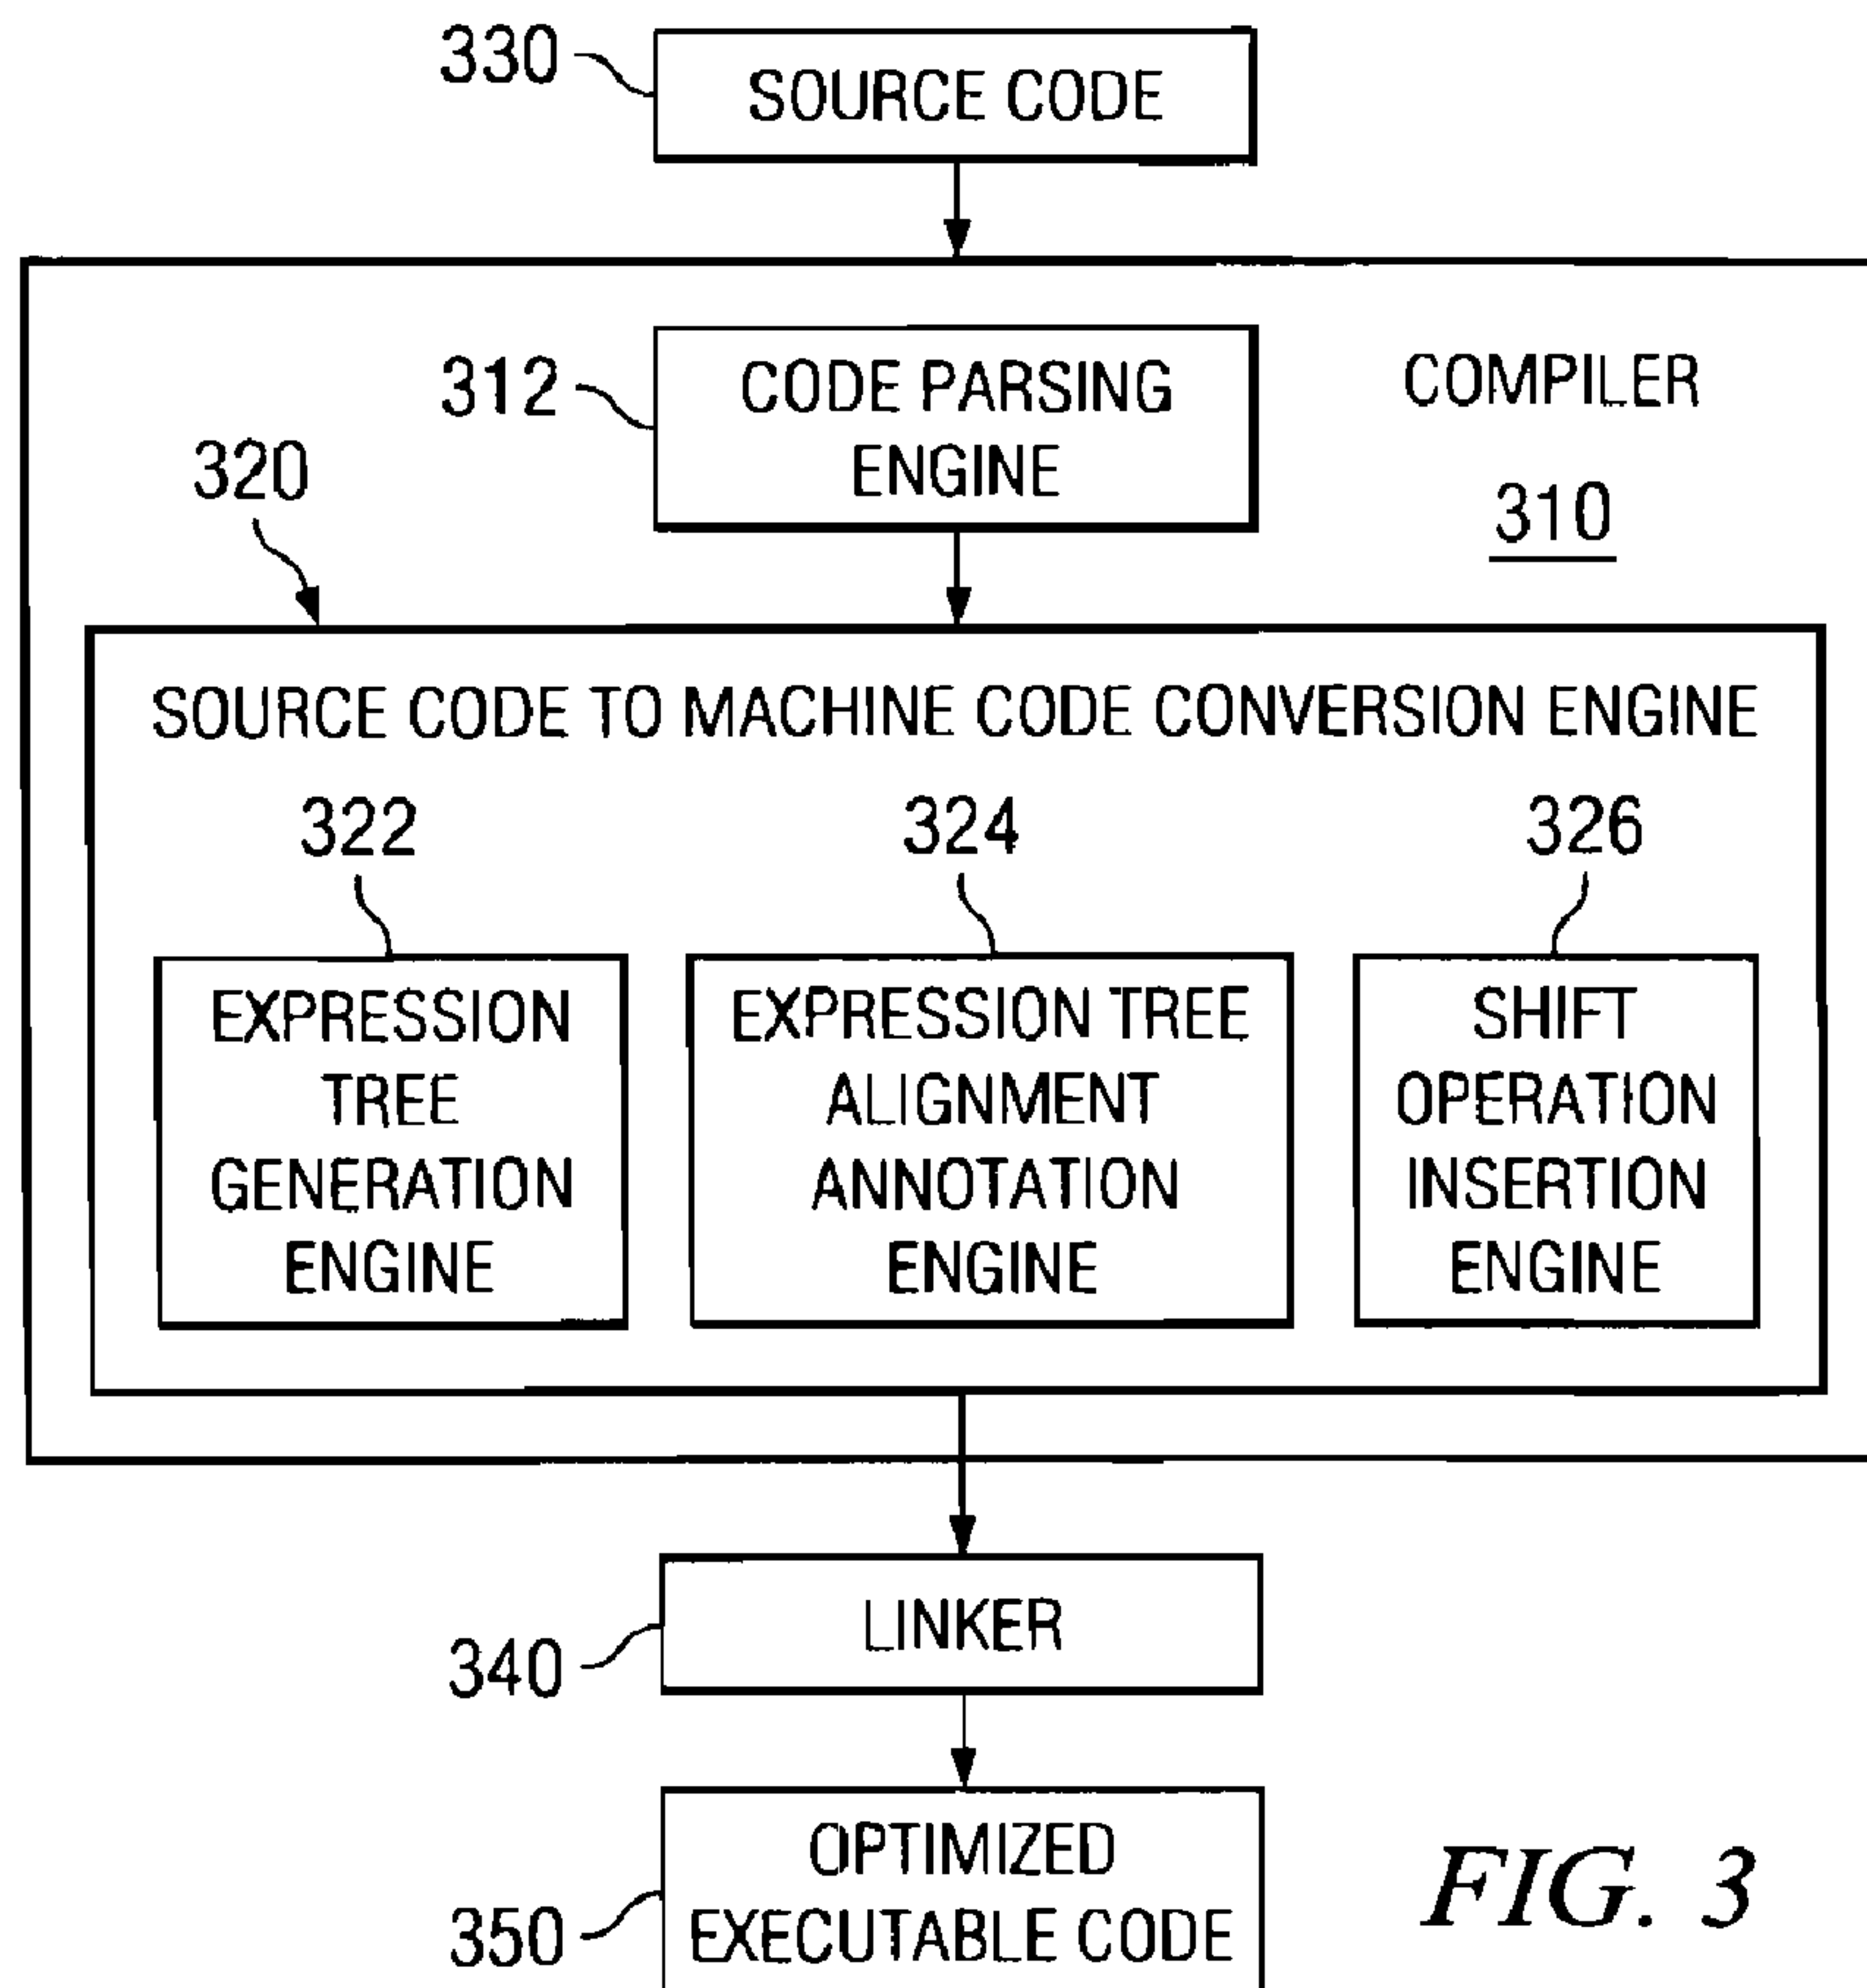 330
SOURCE CODE
312
CODE PARSING
ENGINE
COMPILER
310
320
SOURCE CODE TO MACHINE CODE CONVERSION ENGINE
322
324
326
EXPRESSION
TREE
GENERATION
ENGINE
EXPRESSION TREE
ALIGNMENT
ANNOTATION
ENGINE
SHIFT
OPERATION
INSERTION
ENGINE
LINKER
340
OPTIMIZED
EXECUTABLE CODE
350
FIG. 3